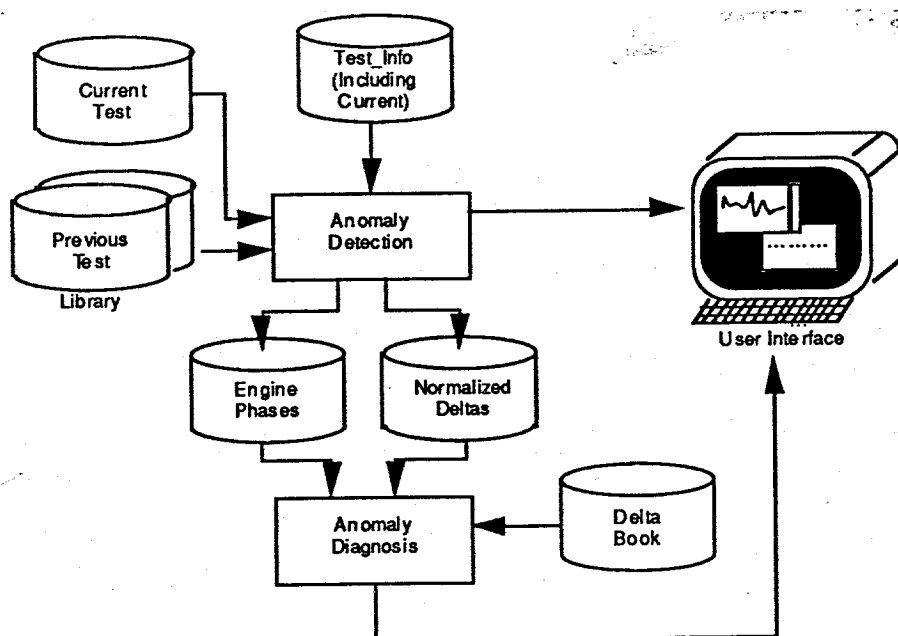 Test_Info
(Including
Current)
Current
Test
Previous
Test
Library
Anomaly
Detection
User Interface
Engine
Phases
Normalized
Deltas
Anomaly
Diagnosis
Delta
Book